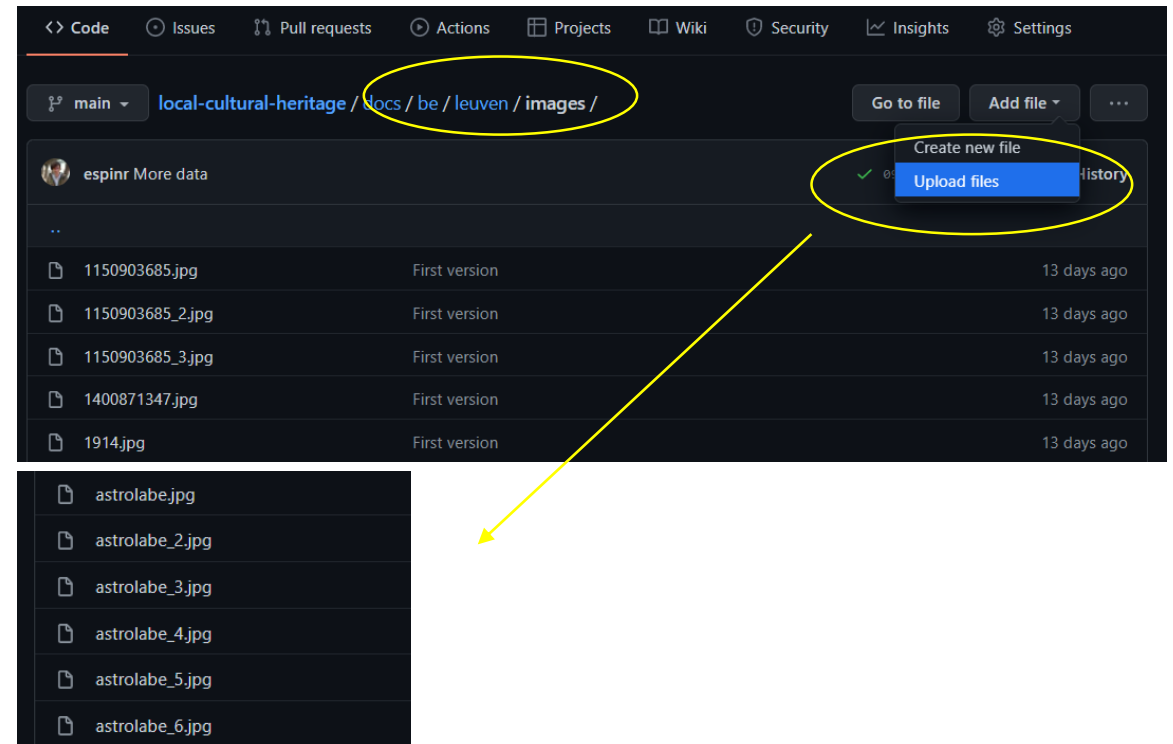 <> Code Issues Pull requests Actions Projects Wiki Security Insights Settings
main local-cultural-heritage / docs / be / leuven / images / Go to file Add file ...
Create new file
espinr More data Upload files History
..
1150903685.jpg First version 13 days ago
1150903685_2.jpg First version 13 days ago
1150903685_3.jpg First version 13 days ago
1400871347.jpg First version 13 days ago
1914.jpg First version 13 days ago
astrolabe.jpg
astrolabe_2.jpg
astrolabe_3.jpg
astrolabe_4.jpg
astrolabe_5.jpg
astrolabe_6.jpg